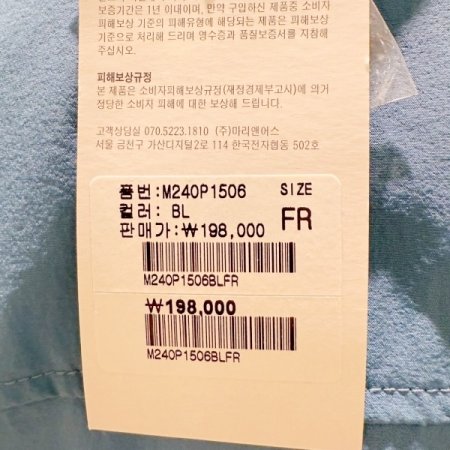 보증기간은 1년 이내이며, 만약 구입하신 제품중 소비자
피해보상 기준의 피해유형에 해당되는 제품은 피해보상
기준으로 처리해 드리며 영수증과 품질보증서를 지참해
주십시오.
피해보상규정
본 제품은 소비자피해보상규정(재정경제부고시)에 의거
정당한 소비자 피해에 대한 보상해 드립니다.
고객상담실 070.5223.1810 (주)마리앤어스
서울 금천구 가산디지털2로 114 한국전자협동 502호
품번:M240P1506 SIZE
컬러: BL FR
판매가:₩198,000
M240P1506BLFR
₩198,000
M240P1506BLFR